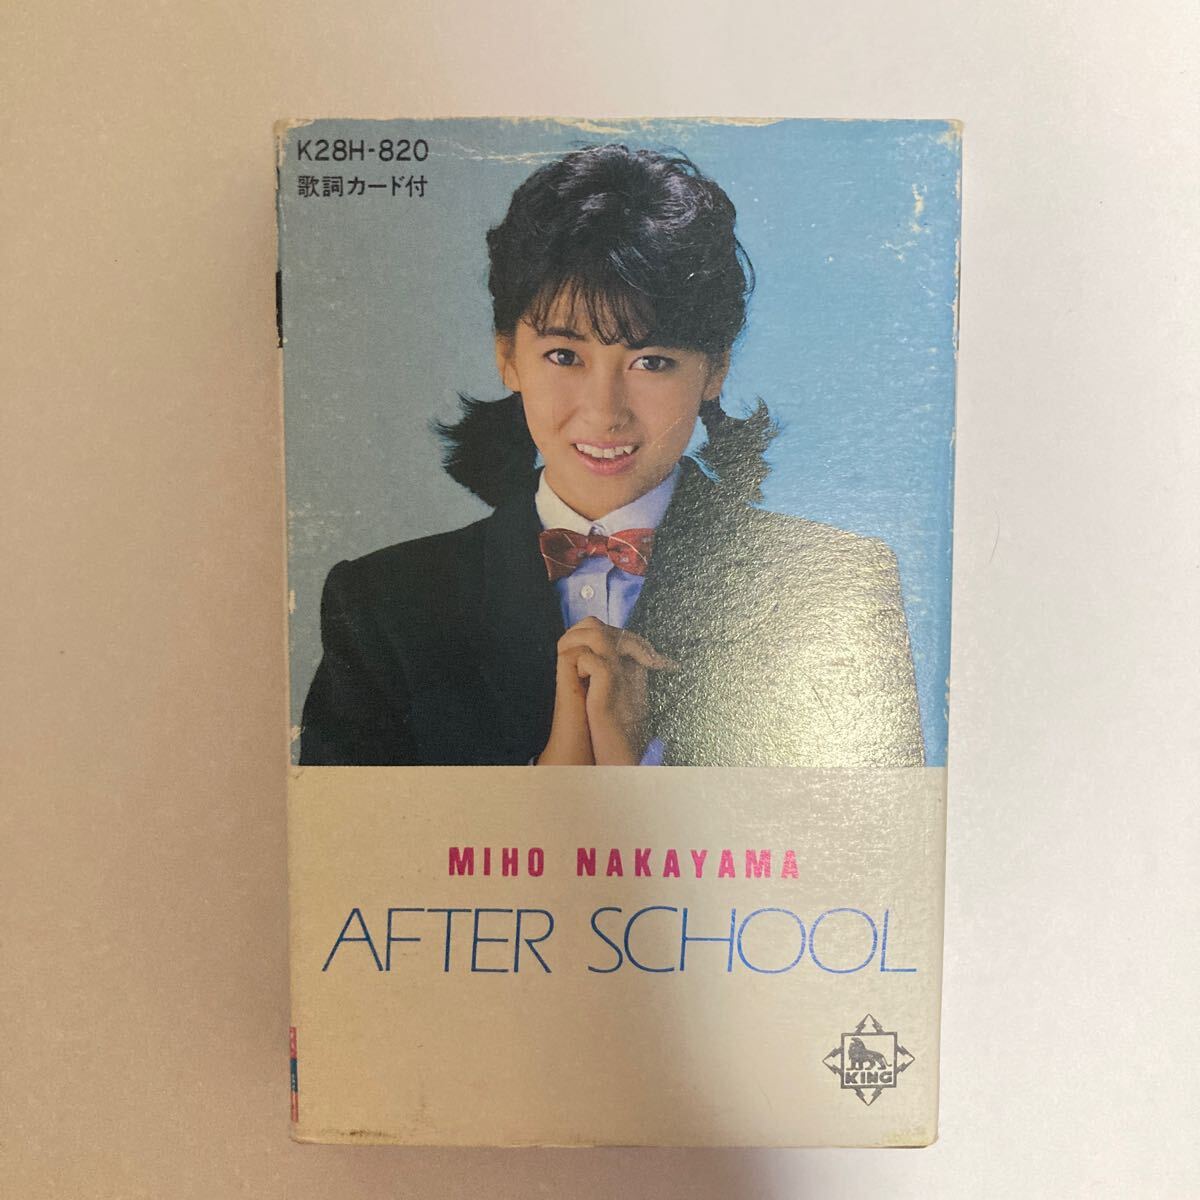 K28H-820
歌詞カード付
MIHO NAKAYAMA
AFTER SCHOOL
KING